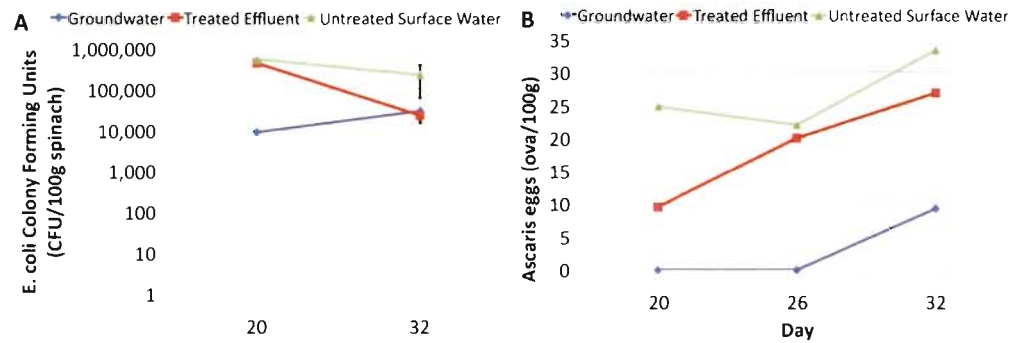 A
Groundwater Treated Effluent Untreated Surface Water
E. coli Colony Forming Units
(CFU/100g spinach)
1,000,000
100,000
10,000
1,000
100
10
1
20 32
B
Groundwater Treated Effluent Untreated Surface Water
Ascaris eggs (ova/100g)
35
30
25
20
15
10
5
0
20 26 32
Day